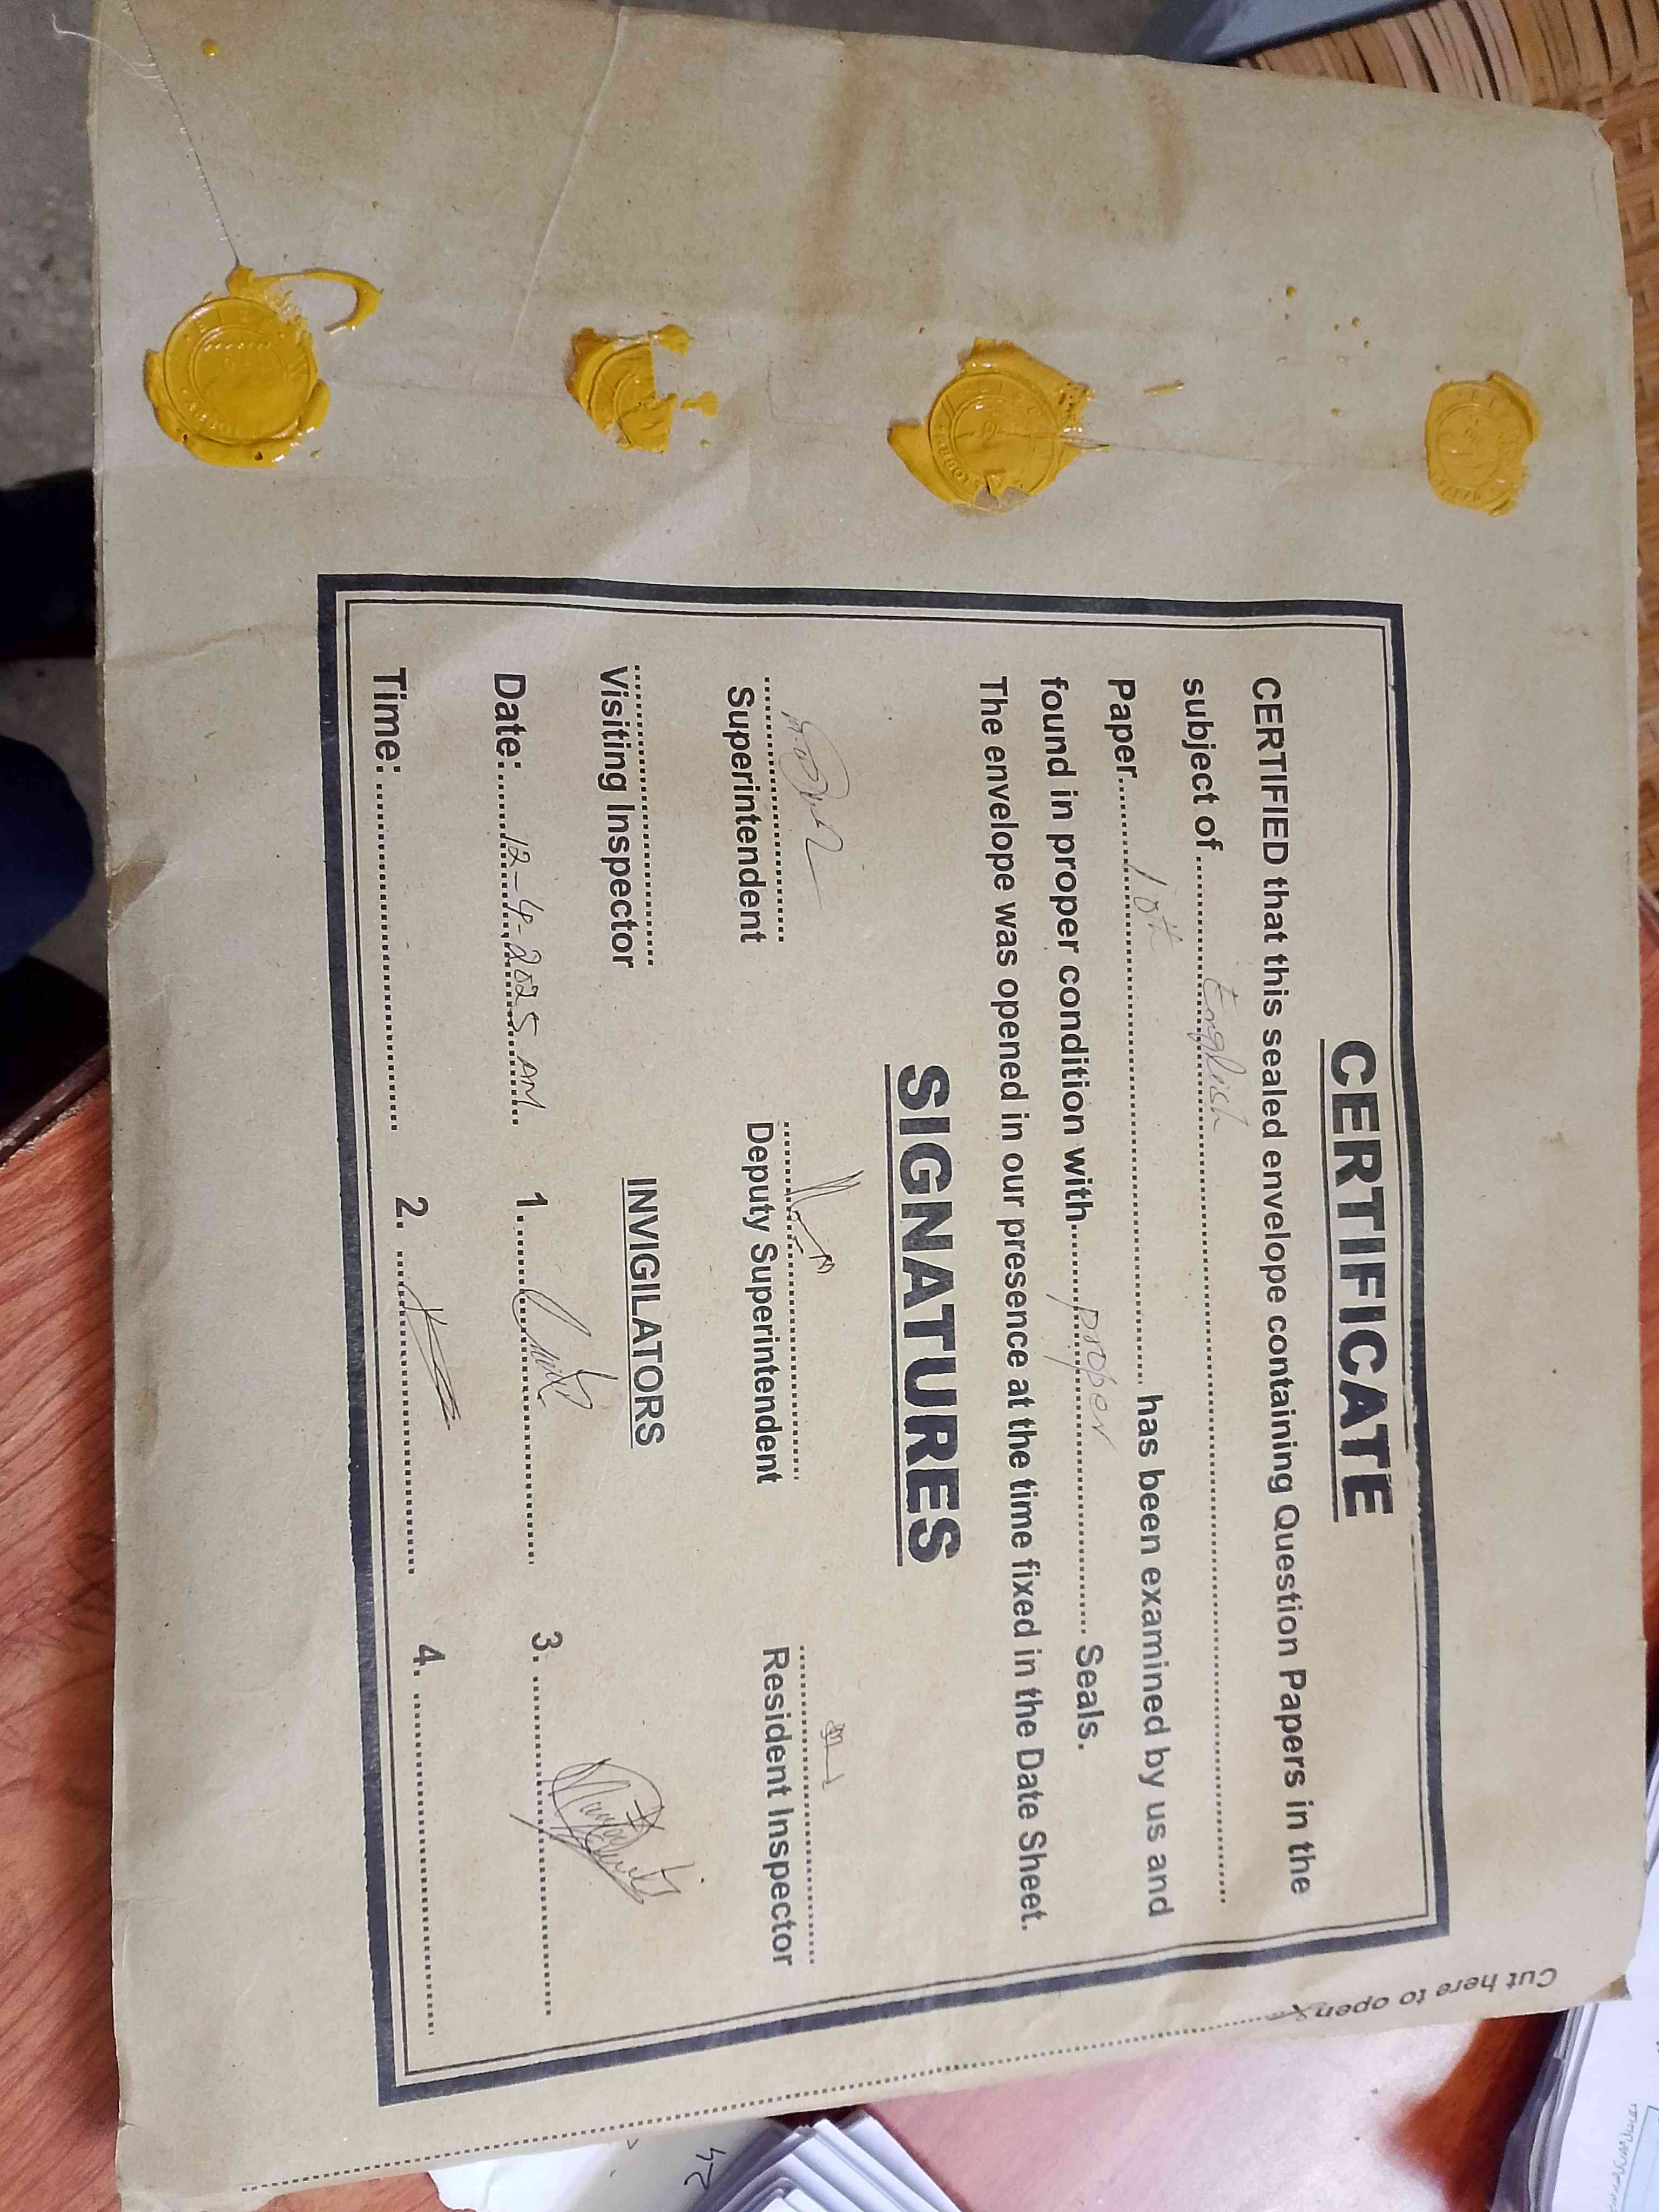 CERTIFICATE
CERTIFIED that this sealed envelope containing Question Papers in the
subject of.......... English ..........
Paper.......... 10th .......... has been examined by us and
found in proper condition with.......... proper .......... Seals.
The envelope was opened in our presence at the time fixed in the Date Sheet.
SIGNATURES
Superintendent Deputy Superintendent Resident Inspector
Visiting Inspector INVIGILATORS
Date:..... 12-4-2025 AM 1. .......... 3. ..........
Time: .......... 2. .......... 4. ..........
Cut here to open